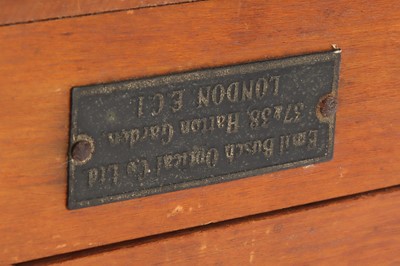 Emil Busch Optical Co Ltd
37&38, Hatton Garden,
LONDON E.C.1.